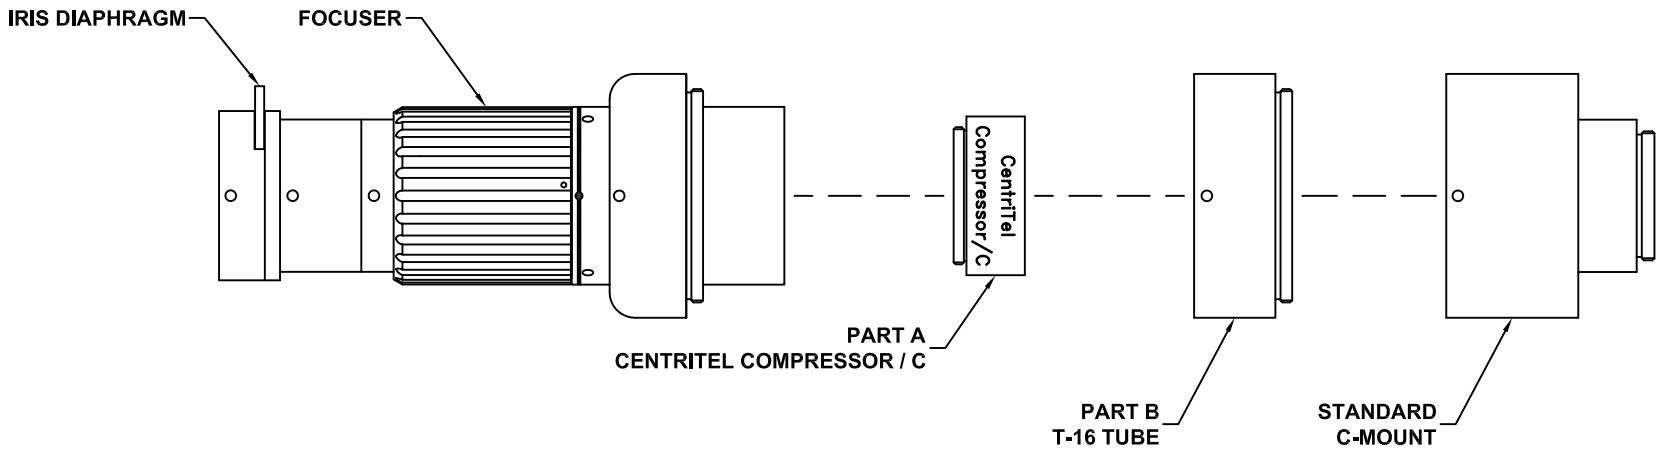 IRIS DIAPHRAGM
FOCUSER
CentriTel
Compressor/C
PART A
CENTRITEL COMPRESSOR / C
PART B
T-16 TUBE
STANDARD
C-MOUNT